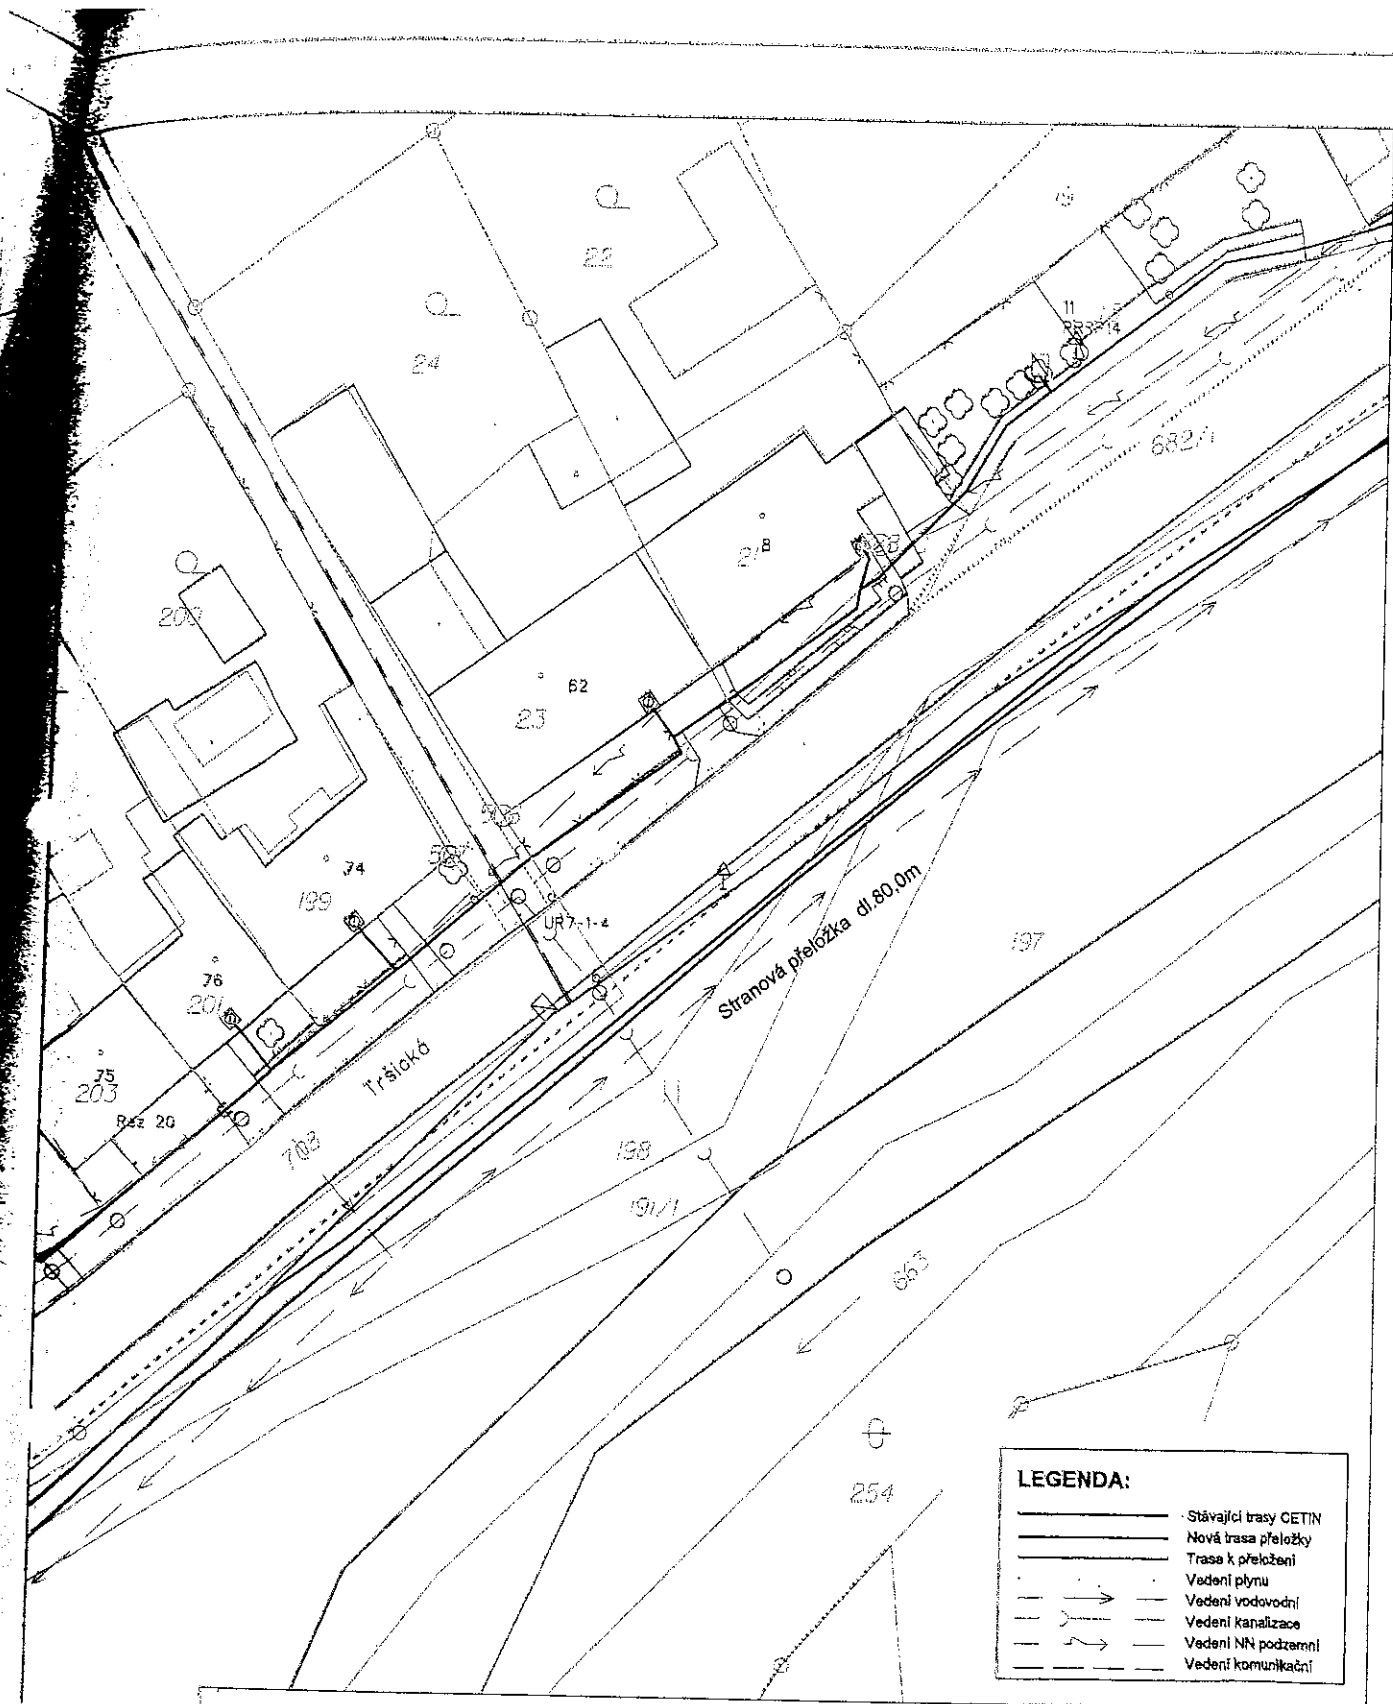 22
24
11
682/1
200
8
62
23
74
199
UR7-1-4
76
201
75
203
Tršická
703
Stranová přeložka dl.80,0m
197
198
191/1
663
254
LEGENDA:
Stávající trasy CETIN
Nová trasa přeložky
Trasa k přeložení
Vedení plynu
Vedení vodovodní
Vedení kanalizace
Vedení NN podzemní
Vedení komunikační